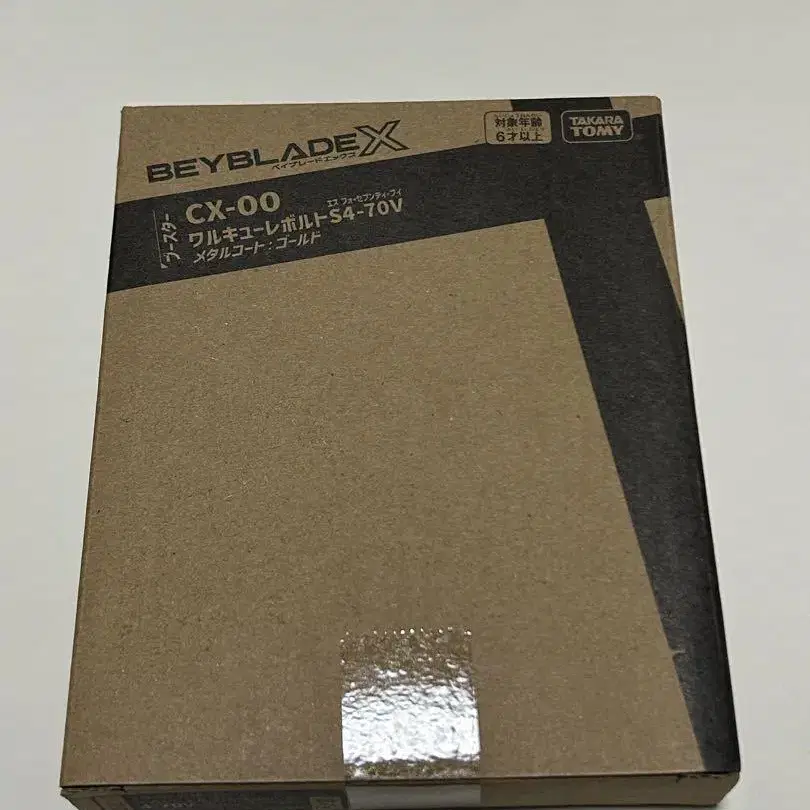 BEYBLADE X
ベイブレードエックス
対象年齢
6才以上
TAKARA
TOMY
ブースター
CX-00
エス フォーセブンティ・ブイ
ワルキューレボルトS4-70V
メタルコート：ゴールド